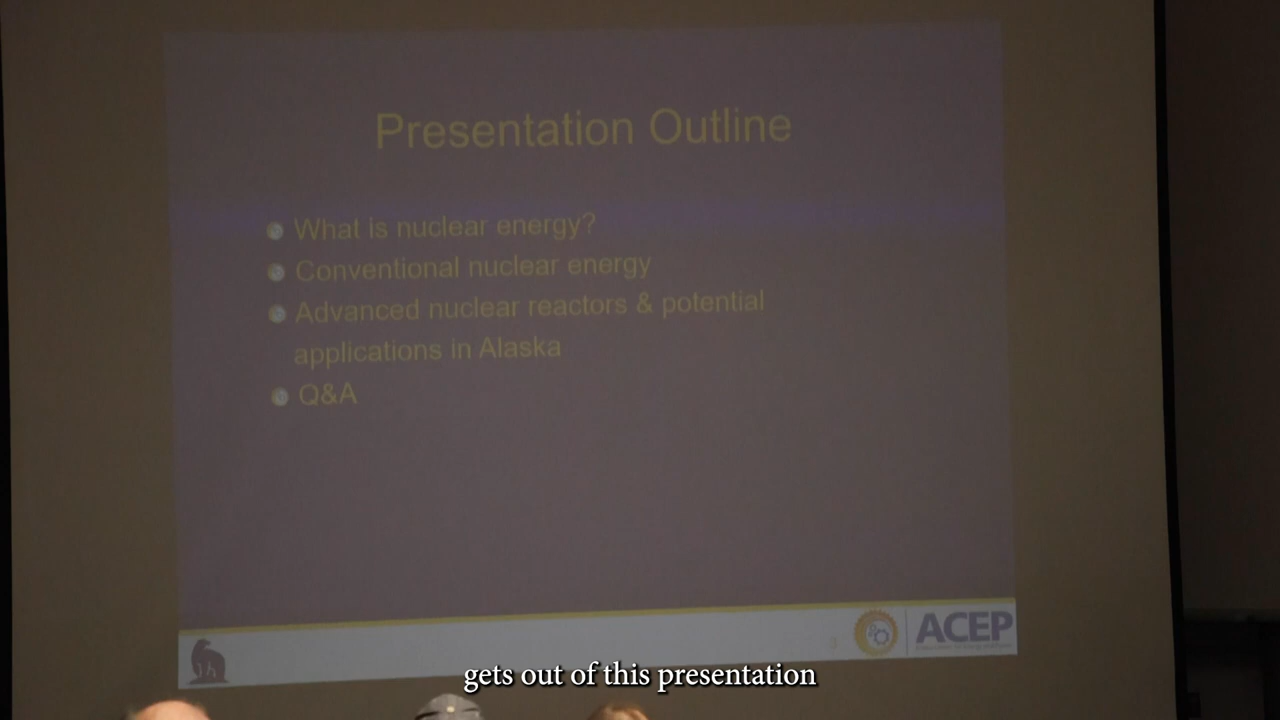 Presentation Outline
What is nuclear energy?
Conventional nuclear energy
Advanced nuclear reactors & potential
applications in Alaska
Q&A
ACEP
gets out of this presentation